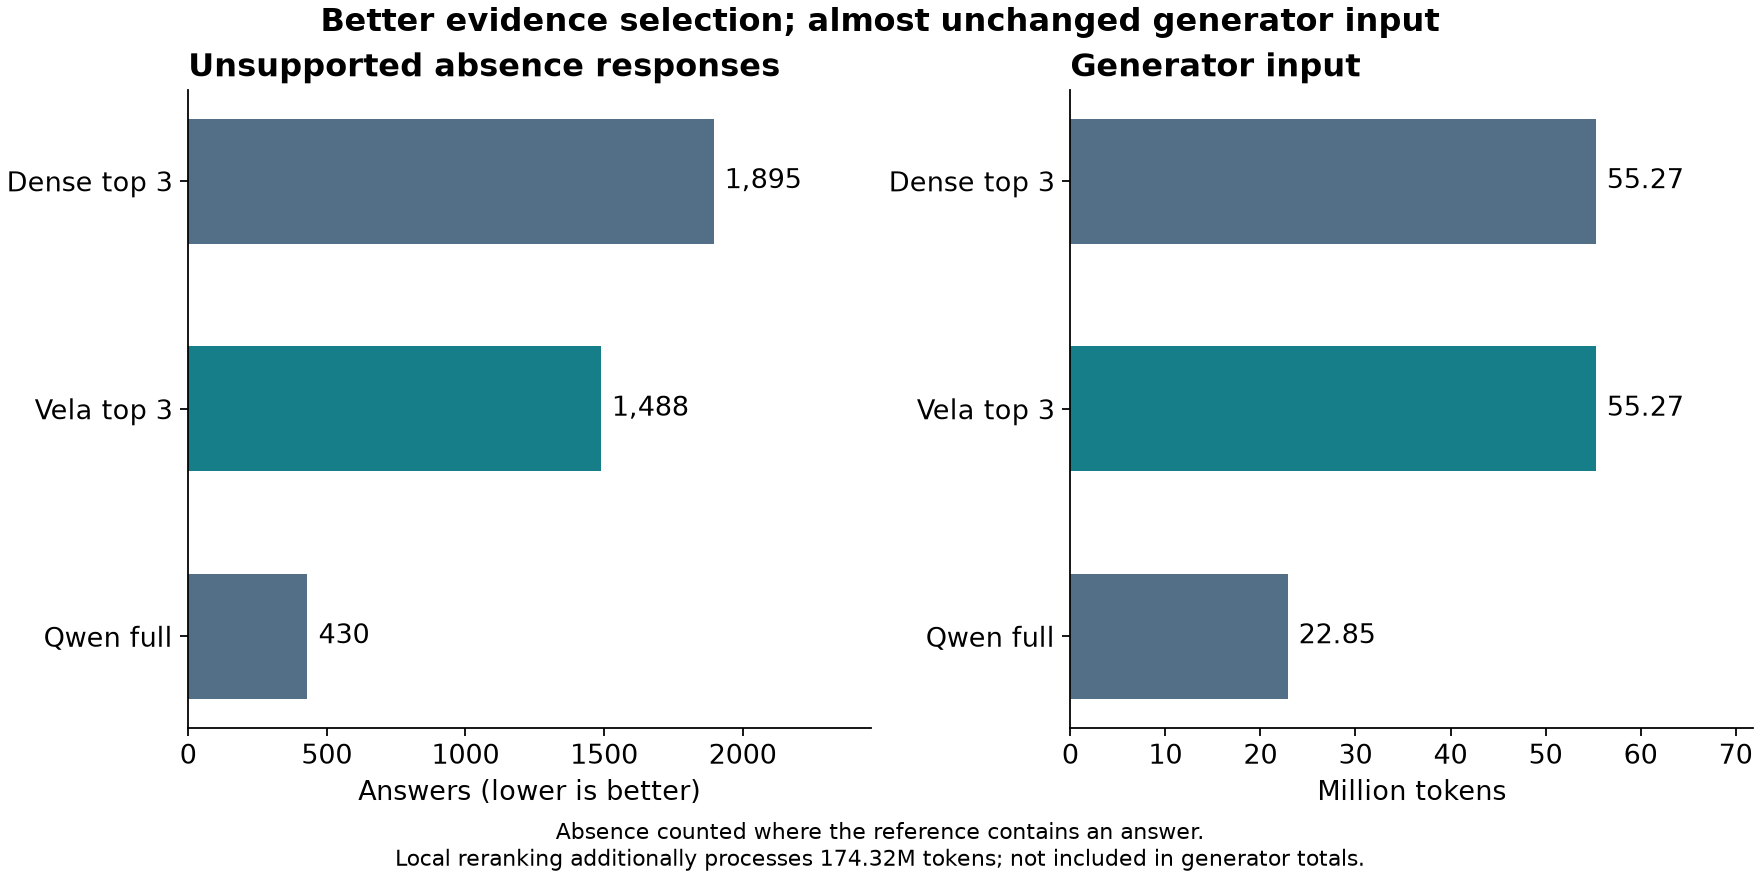 Better evidence selection; almost unchanged generator input
Unsupported absence responses
Dense top 3
1,895
Vela top 3
1,488
Qwen full
430
0 500 1000 1500 2000
Answers (lower is better)
Generator input
Dense top 3
55.27
Vela top 3
55.27
Qwen full
22.85
0 10 20 30 40 50 60 70
Million tokens
Absence counted where the reference contains an answer.
Local reranking additionally processes 174.32M tokens; not included in generator totals.